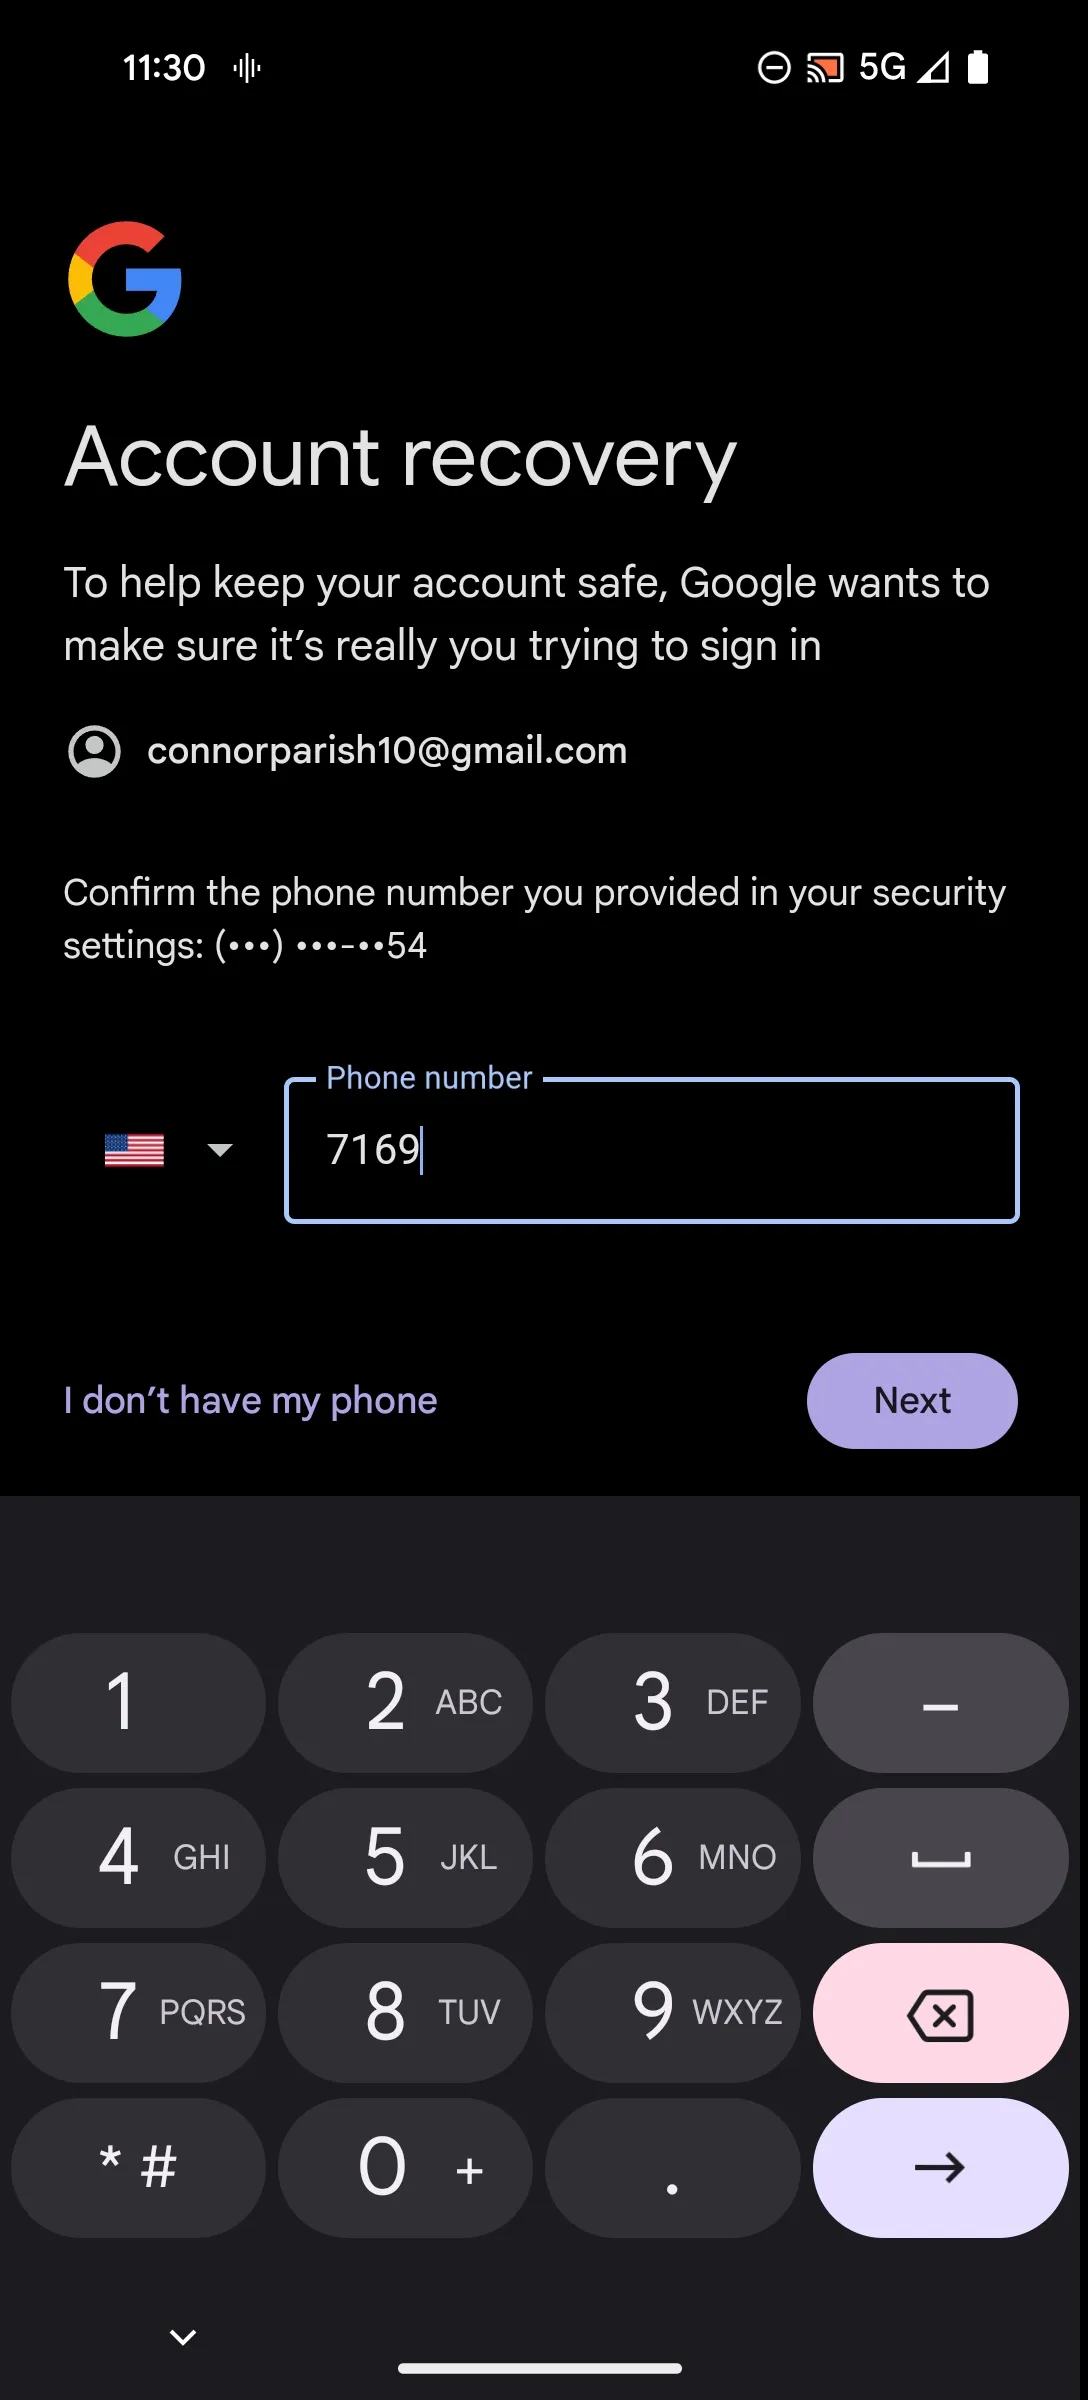 11:30 5G
Account recovery
To help keep your account safe, Google wants to
make sure it’s really you trying to sign in
connorparish10@gmail.com
Confirm the phone number you provided in your security
settings: (•••) •••-••54
Phone number
7169
I don’t have my phone Next
1 2 ABC 3 DEF –
4 GHI 5 JKL 6 MNO
7 PQRS 8 TUV 9 WXYZ
* # 0 + .